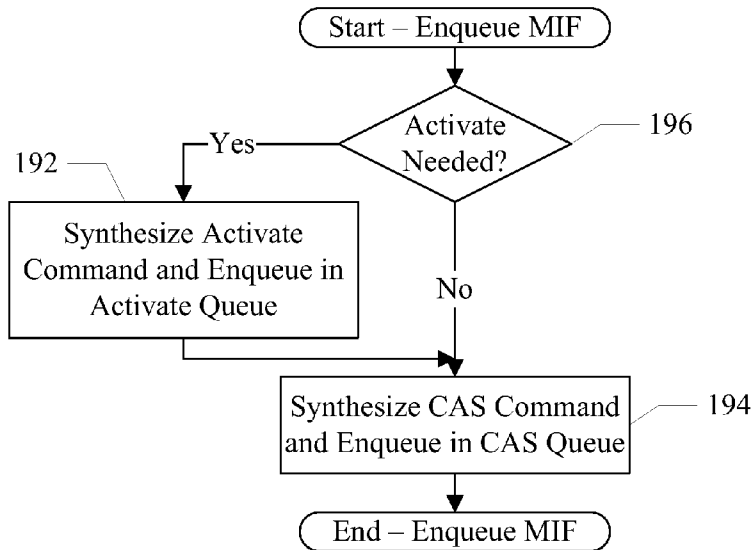 Start – Enqueue MIF
Activate
Needed?
196
Yes
192
Synthesize Activate
Command and Enqueue in
Activate Queue
No
Synthesize CAS Command
and Enqueue in CAS Queue
194
End – Enqueue MIF